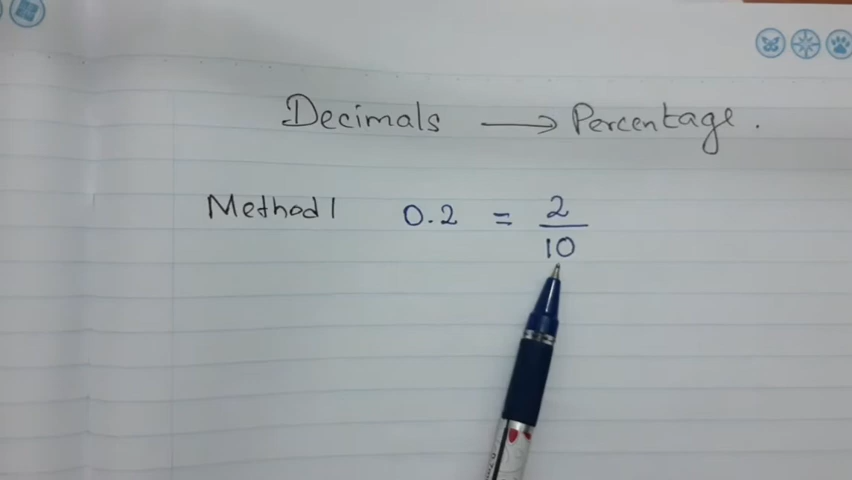 Decimals → Percentage.
Method 1 0.2 = 2/10